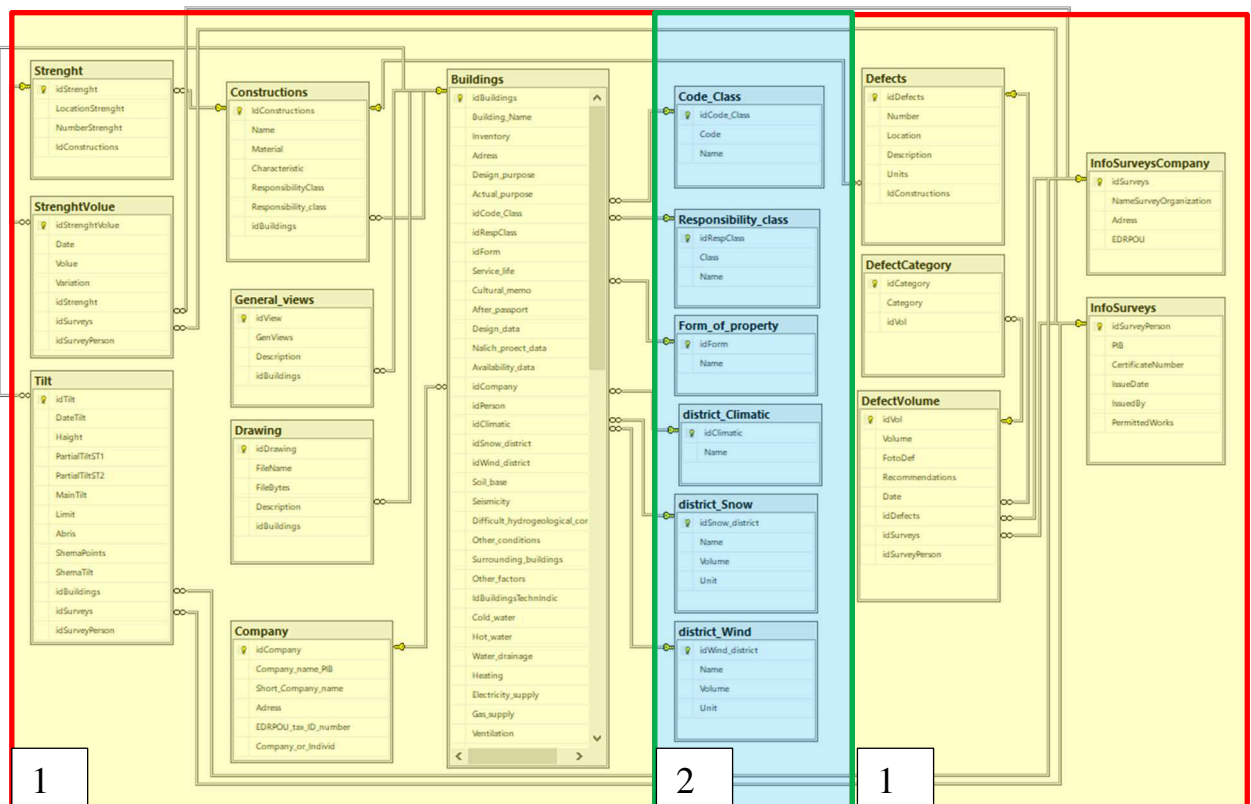 Strenght
idStrenght
LocationStrenght
NumberStrenght
IdConstructions
StrenghtVolue
idStrenghtVolue
Date
Volue
Variation
idStrenght
idSurveys
idSurveyPerson
Tilt
idTilt
DateTilt
Haight
PartialTiltST1
PartialTiltST2
MainTilt
Limit
Abris
ShemaPoints
ShemaTilt
idBuildings
idSurveys
idSurveyPerson
Constructions
IdConstructions
Name
Material
Characteristic
ResponsibilityClass
Responsibility_class
idBuildings
General_views
idView
GenViews
Description
idBuildings
Drawing
idDrawing
FileName
FileBytes
Description
idBuildings
Company
idCompany
Company_name_PIB
Short_Company_name
Adress
EDRPOU_tax_ID_number
Company_or_Individ
Buildings
idBuildings
Building_Name
Inventory
Adress
Design_purpose
Actual_purpose
idCode_Class
idRespClass
idForm
Service_life
Cultural_memo
After_passport
Design_data
Nalich_proect_data
Availability_data
idCompany
idPerson
idClimatic
idSnow_district
idWind_district
Soil_base
Seismicity
Difficult_hydrogeological_cor
Other_conditions
Surrounding_buildings
Other_factors
IdBuildingsTechnIndic
Cold_water
Hot_water
Water_drainage
Heating
Electricity_supply
Gas_supply
Ventilation
Code_Class
idCode_Class
Code
Name
Responsibility_class
idRespClass
Class
Name
Form_of_property
idForm
Name
district_Climatic
idClimatic
Name
district_Snow
idSnow_district
Name
Volume
Unit
district_Wind
idWind_district
Name
Volume
Unit
Defects
idDefects
Number
Location
Description
Units
IdConstructions
DefectCategory
idCategory
Category
idVol
DefectVolume
idVol
Volume
FotoDef
Recommendations
Date
idDefects
idSurveys
idSurveyPerson
InfoSurveysCompany
idSurveys
NameSurveyOrganization
Adress
EDRPOU
InfoSurveys
idSurveyPerson
PIB
CertificateNumber
IssueDate
IssuedBy
PermittedWorks
1
2
1